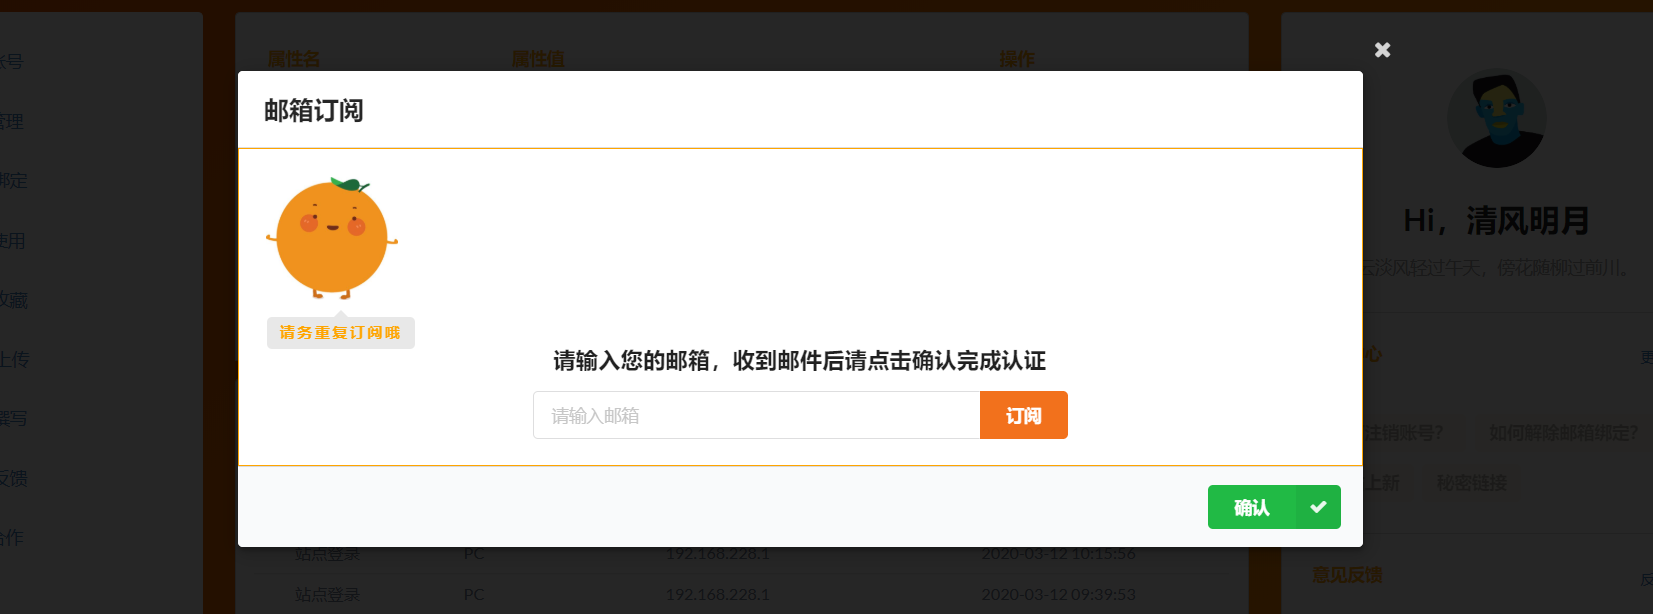 属性名 属性值 操作
账号
管理
绑定
使用
收藏
上传
撰写
反馈
合作
邮箱订阅
请务重复订阅哦
请输入您的邮箱，收到邮件后请点击确认完成认证
请输入邮箱 订阅
确认
站点登录 PC 192.168.228.1 2020-03-12 10:15:56
站点登录 PC 192.168.228.1 2020-03-12 09:39:53
Hi，清风明月
云淡风轻过午天，傍花随柳过前川。
心 更
注销账号？ 如何解除邮箱绑定？
上新 秘密链接
意见反馈 反